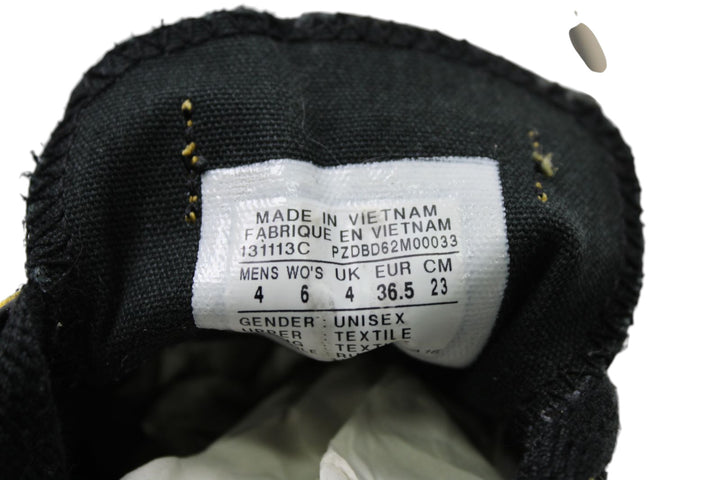 MADE IN VIETNAM
FABRIQUE EN VIETNAM
131113C PZDBD62M00033
MENS WO'S UK EUR CM
4 6 4 36.5 23
GENDER : UNISEX
UPPER : TEXTILE
: TEXTILE